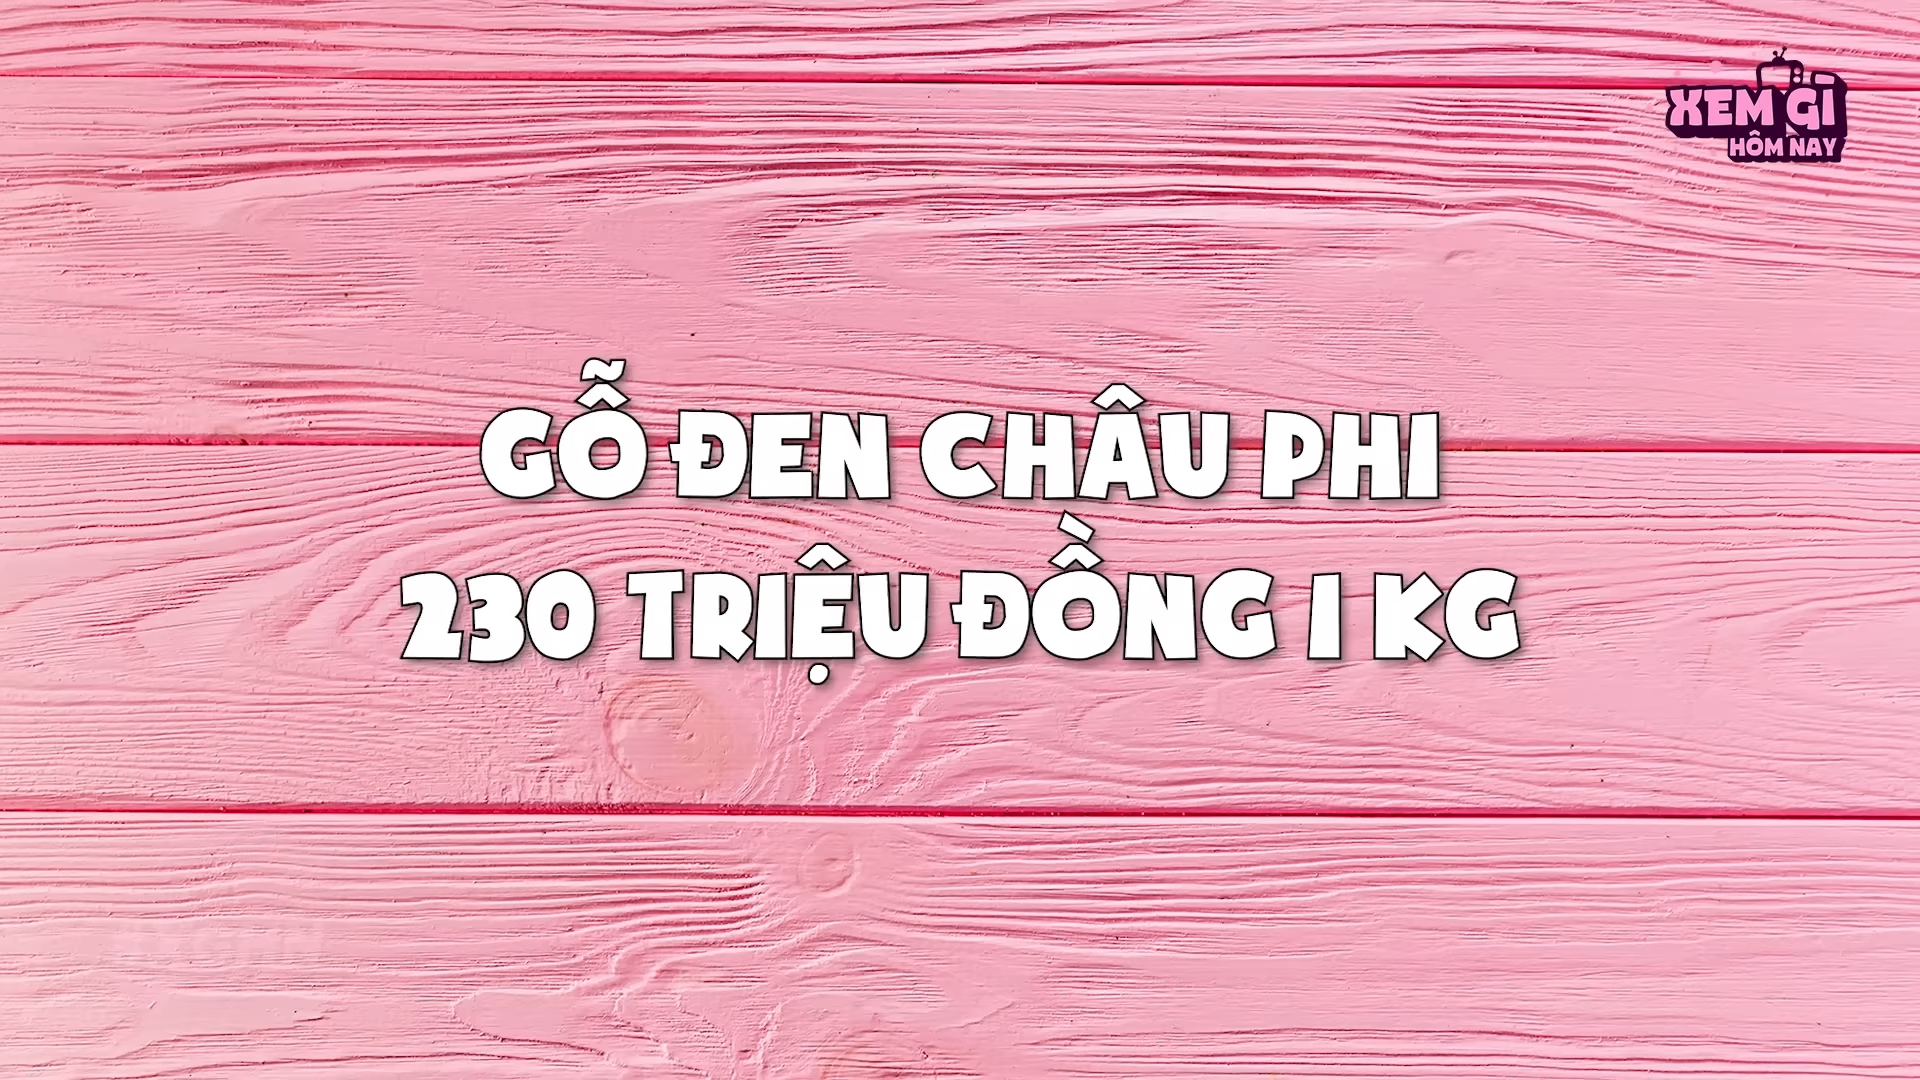 XEM GÌ
HÔM NAY
GỖ ĐEN CHÂU PHI
230 TRIỆU ĐỒNG 1 KG